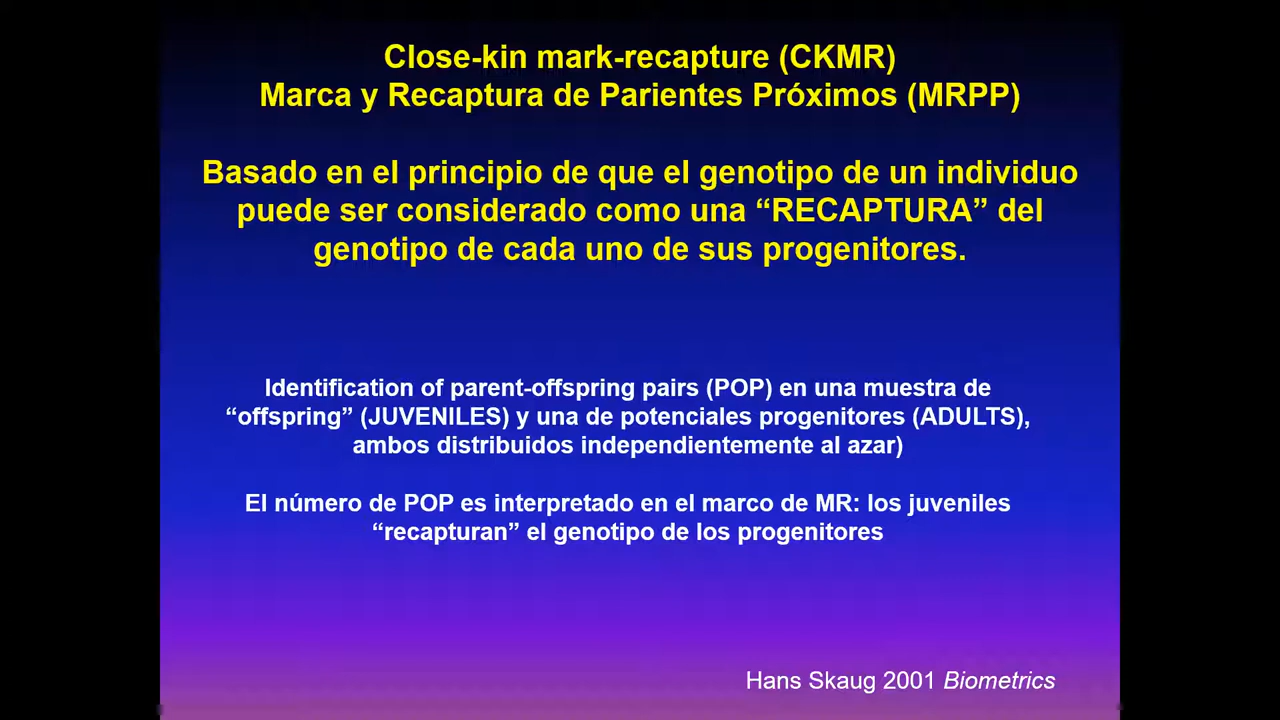 Close-kin mark-recapture (CKMR)
Marca y Recaptura de Parientes Próximos (MRPP)
Basado en el principio de que el genotipo de un individuo
puede ser considerado como una “RECAPTURA” del
genotipo de cada uno de sus progenitores.
Identification of parent-offspring pairs (POP) en una muestra de
“offspring” (JUVENILES) y una de potenciales progenitores (ADULTS),
ambos distribuidos independientemente al azar)
El número de POP es interpretado en el marco de MR: los juveniles
“recapturan” el genotipo de los progenitores
Hans Skaug 2001 Biometrics